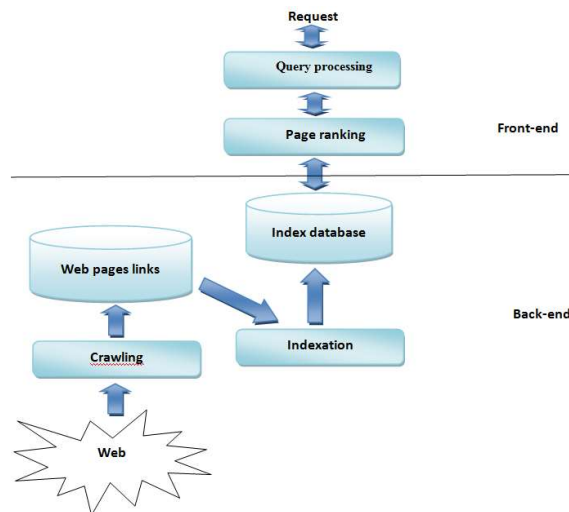 Request
Query processing
Page ranking
Front-end
Index database
Web pages links
Back-end
Indexation
Crawling
Web